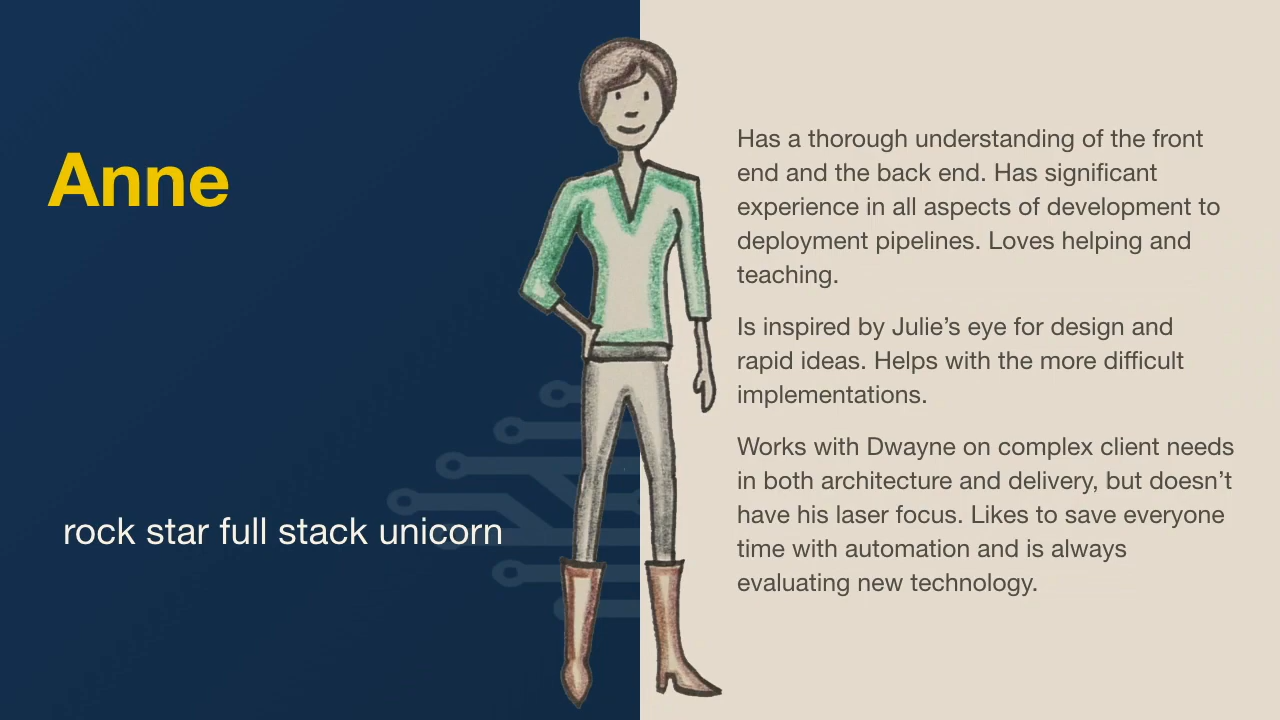 Anne
rock star full stack unicorn
Has a thorough understanding of the front
end and the back end. Has significant
experience in all aspects of development to
deployment pipelines. Loves helping and
teaching.
Is inspired by Julie’s eye for design and
rapid ideas. Helps with the more difficult
implementations.
Works with Dwayne on complex client needs
in both architecture and delivery, but doesn’t
have his laser focus. Likes to save everyone
time with automation and is always
evaluating new technology.